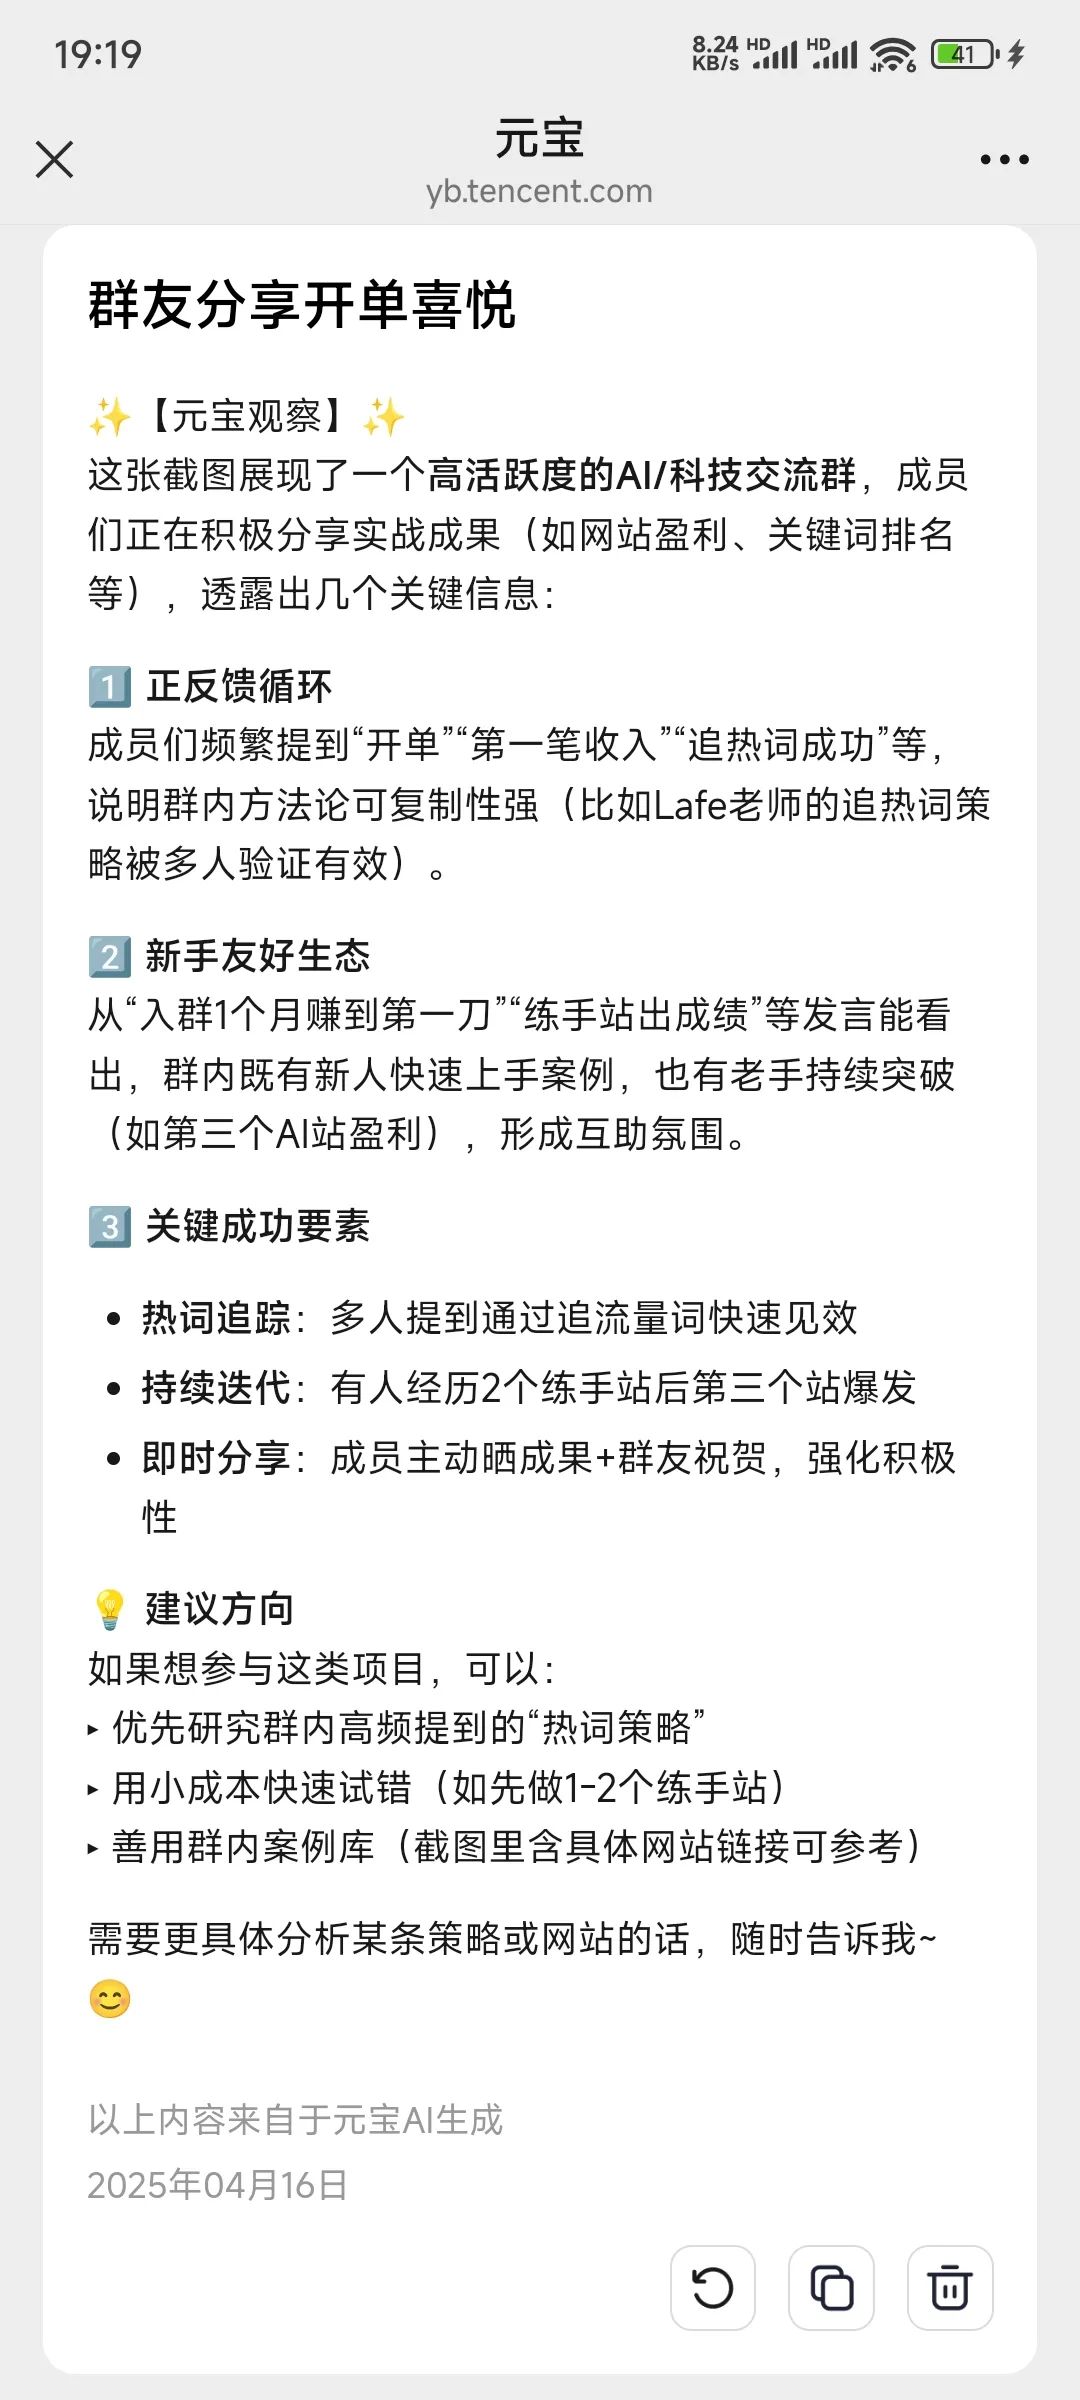 19:19
8.24 KB/s HD HD 6 41
元宝
yb.tencent.com
群友分享开单喜悦
✨【元宝观察】✨
这张截图展现了一个高活跃度的AI/科技交流群，成员
们正在积极分享实战成果（如网站盈利、关键词排名
等），透露出几个关键信息：
1️⃣ 正反馈循环
成员们频繁提到“开单”“第一笔收入”“追热词成功”等，
说明群内方法论可复制性强（比如Lafe老师的追热词策
略被多人验证有效）。
2️⃣ 新手友好生态
从“入群1个月赚到第一刀”“练手站出成绩”等发言能看
出，群内既有新人快速上手案例，也有老手持续突破
（如第三个AI站盈利），形成互助氛围。
3️⃣ 关键成功要素
• 热词追踪：多人提到通过追流量词快速见效
• 持续迭代：有人经历2个练手站后第三个站爆发
• 即时分享：成员主动晒成果+群友祝贺，强化积极
性
💡 建议方向
如果想参与这类项目，可以：
▸ 优先研究群内高频提到的“热词策略”
▸ 用小成本快速试错（如先做1-2个练手站）
▸ 善用群内案例库（截图里含具体网站链接可参考）
需要更具体分析某条策略或网站的话，随时告诉我~
😊
以上内容来自于元宝AI生成
2025年04月16日